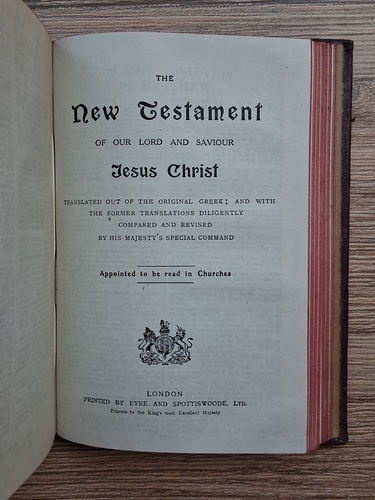 THE
New Testament
OF OUR LORD AND SAVIOUR
Jesus Christ
TRANSLATED OUT OF THE ORIGINAL GREEK; AND WITH
THE FORMER TRANSLATIONS DILIGENTLY
COMPARED AND REVISED
BY HIS MAJESTY'S SPECIAL COMMAND
Appointed to be read in Churches
LONDON
PRINTED BY EYRE AND SPOTTISWOODE, LTD.
Printers to the King's most Excellent Majesty